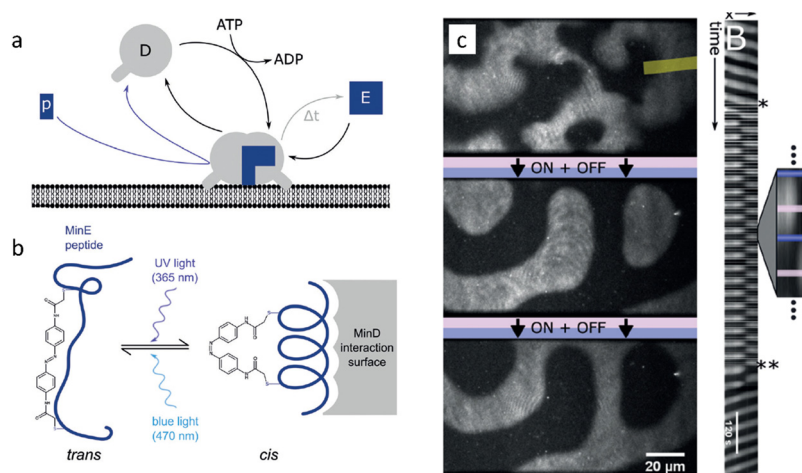 a
D
ATP
ADP
p
Δt
E
b
MinE
peptide
UV light
(365 nm)
blue light
(470 nm)
MinD
interaction
surface
trans
cis
c
ON + OFF
ON + OFF
20 μm
x
B
time
*
**
120 s